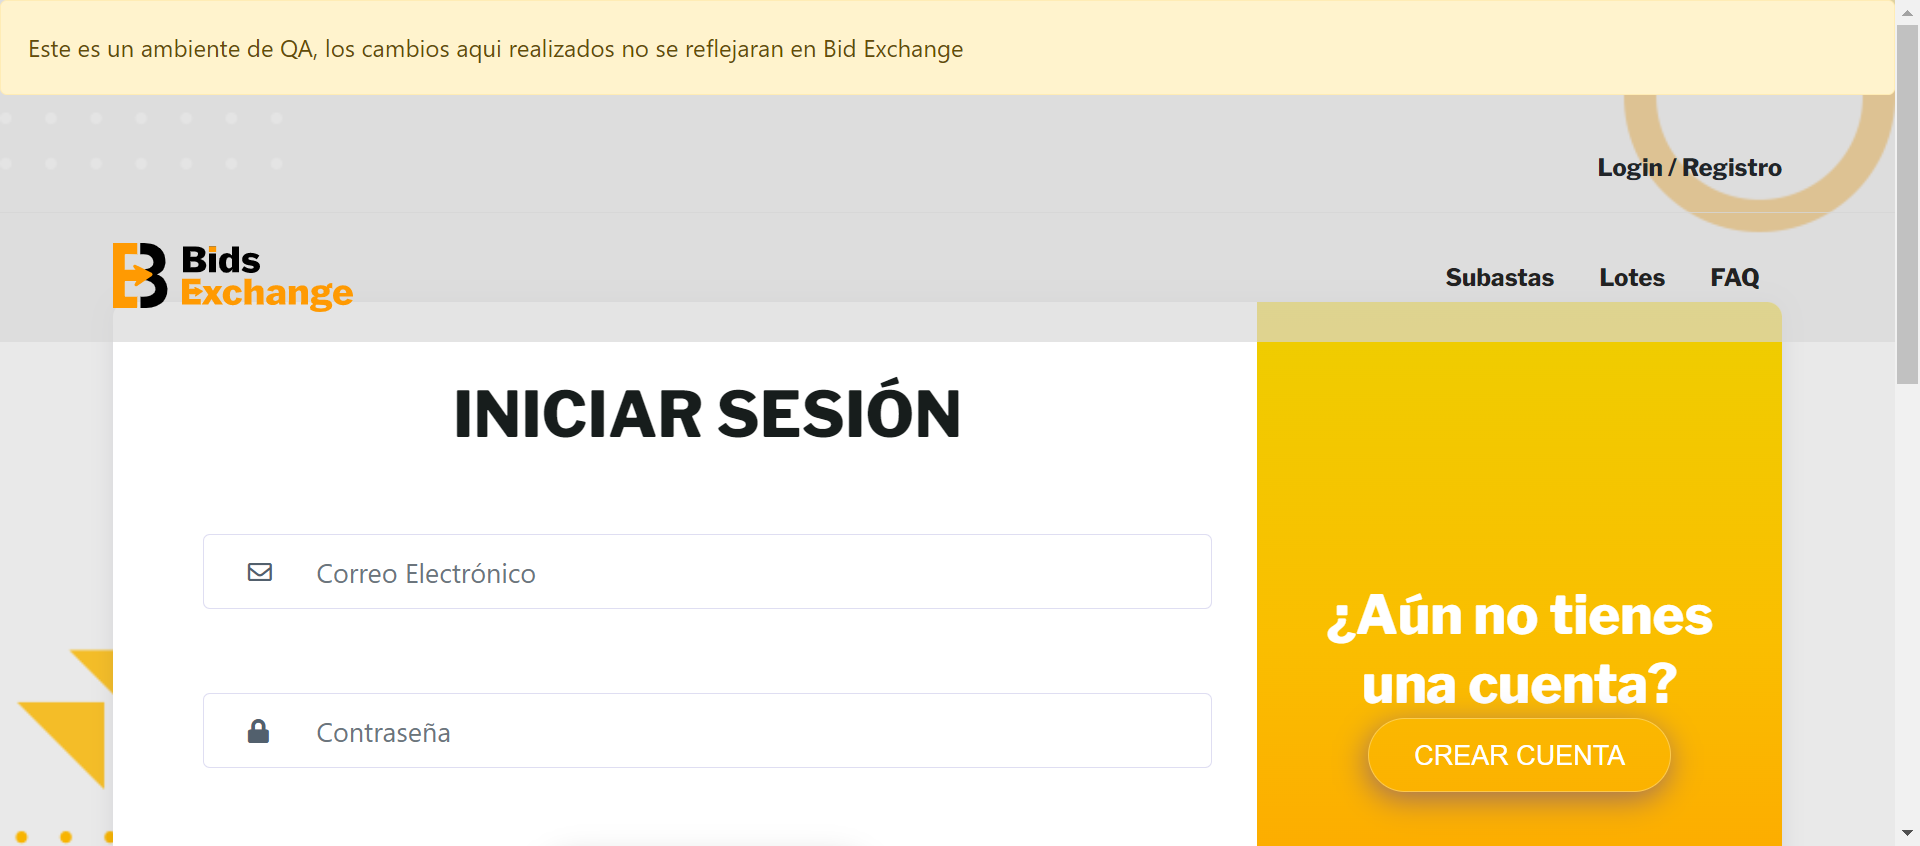 Este es un ambiente de QA, los cambios aqui realizados no se reflejaran en Bid Exchange
Login / Registro
Bids
Exchange
Subastas Lotes FAQ
INICIAR SESIÓN
Correo Electrónico
Contraseña
¿Aún no tienes
una cuenta?
CREAR CUENTA